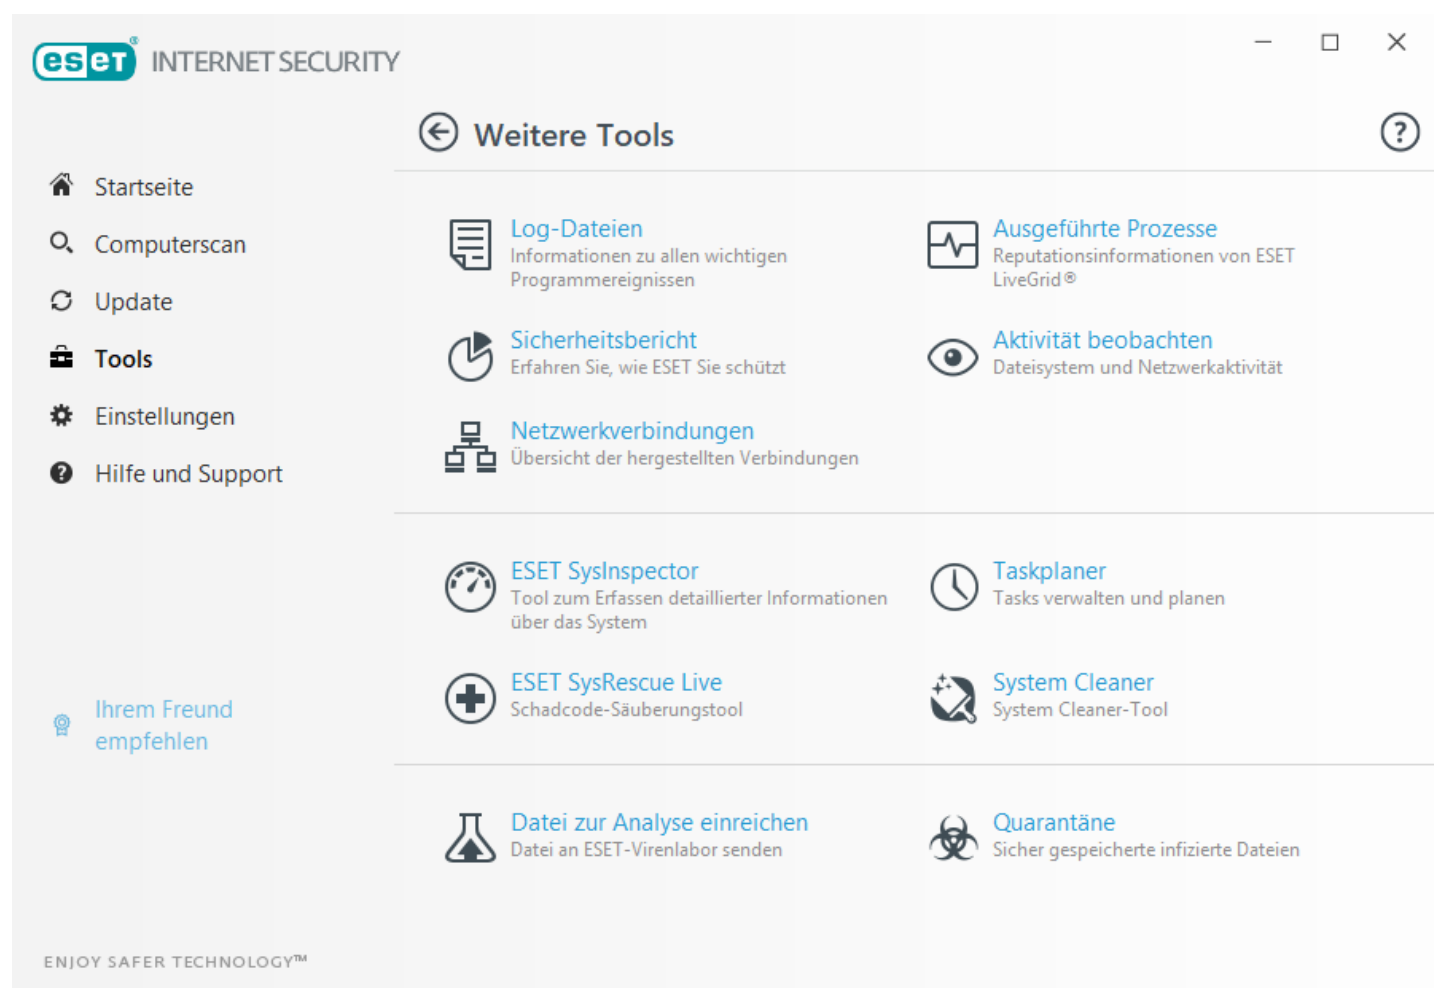 eset® INTERNET SECURITY
Weitere Tools
?
Startseite
Computerscan
Update
Tools
Einstellungen
Hilfe und Support
Ihrem Freund
empfehlen
Log-Dateien
Informationen zu allen wichtigen
Programmereignissen
Ausgeführte Prozesse
Reputationsinformationen von ESET
LiveGrid®
Sicherheitsbericht
Erfahren Sie, wie ESET Sie schützt
Aktivität beobachten
Dateisystem und Netzwerkaktivität
Netzwerkverbindungen
Übersicht der hergestellten Verbindungen
ESET SysInspector
Tool zum Erfassen detaillierter Informationen
über das System
Taskplaner
Tasks verwalten und planen
ESET SysRescue Live
Schadcode-Säuberungstool
System Cleaner
System Cleaner-Tool
Datei zur Analyse einreichen
Datei an ESET-Virenlabor senden
Quarantäne
Sicher gespeicherte infizierte Dateien
ENJOY SAFER TECHNOLOGY™